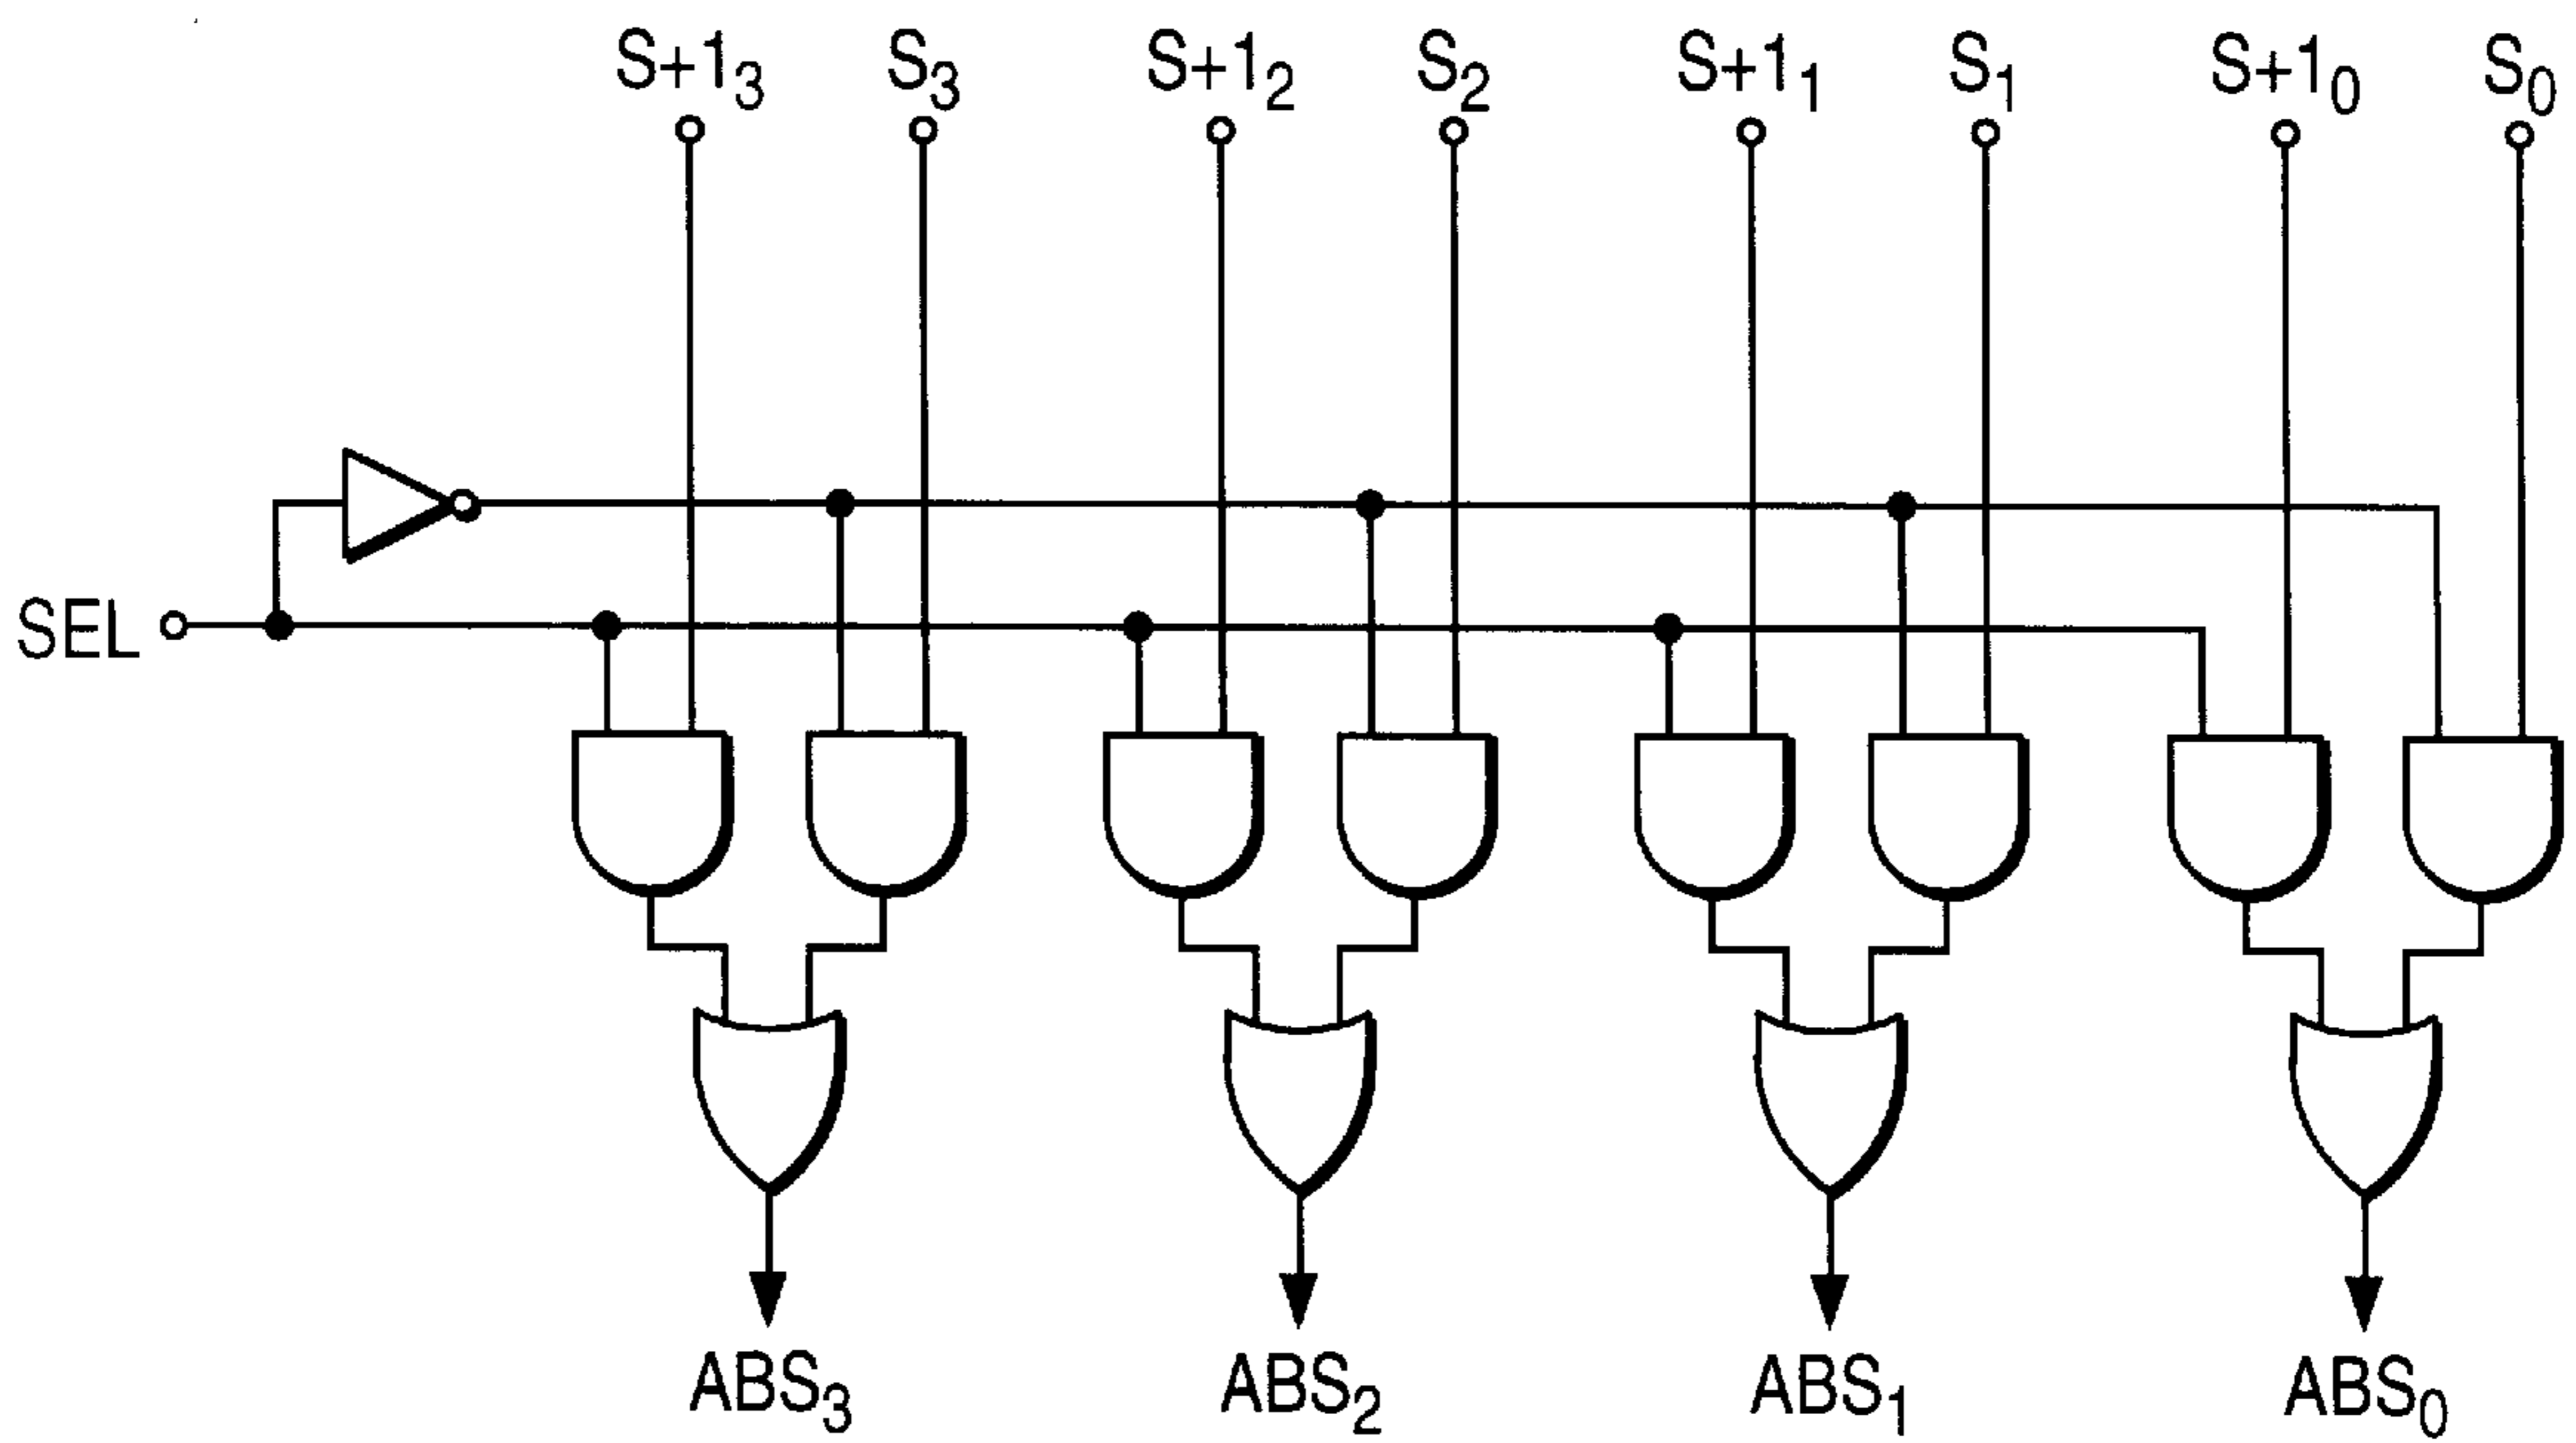 S+1₃ S₃ S+1₂ S₂ S+1₁ S₁ S+1₀ S₀
SEL
ABS₃ ABS₂ ABS₁ ABS₀